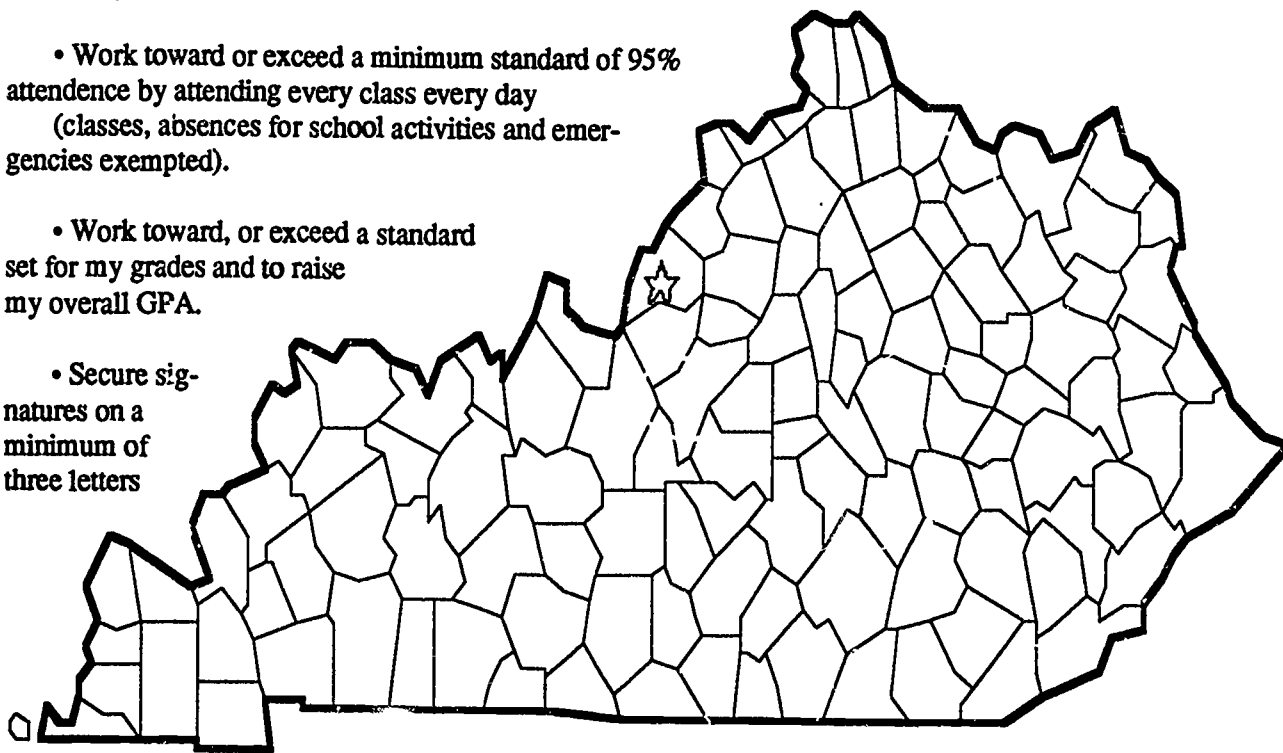 • Work toward or exceed a minimum standard of 95%
attendence by attending every class every day
(classes, absences for school activities and emer-
gencies exempted).
• Work toward, or exceed a standard
set for my grades and to raise
my overall GPA.
• Secure sig-
natures on a
minimum of
three letters